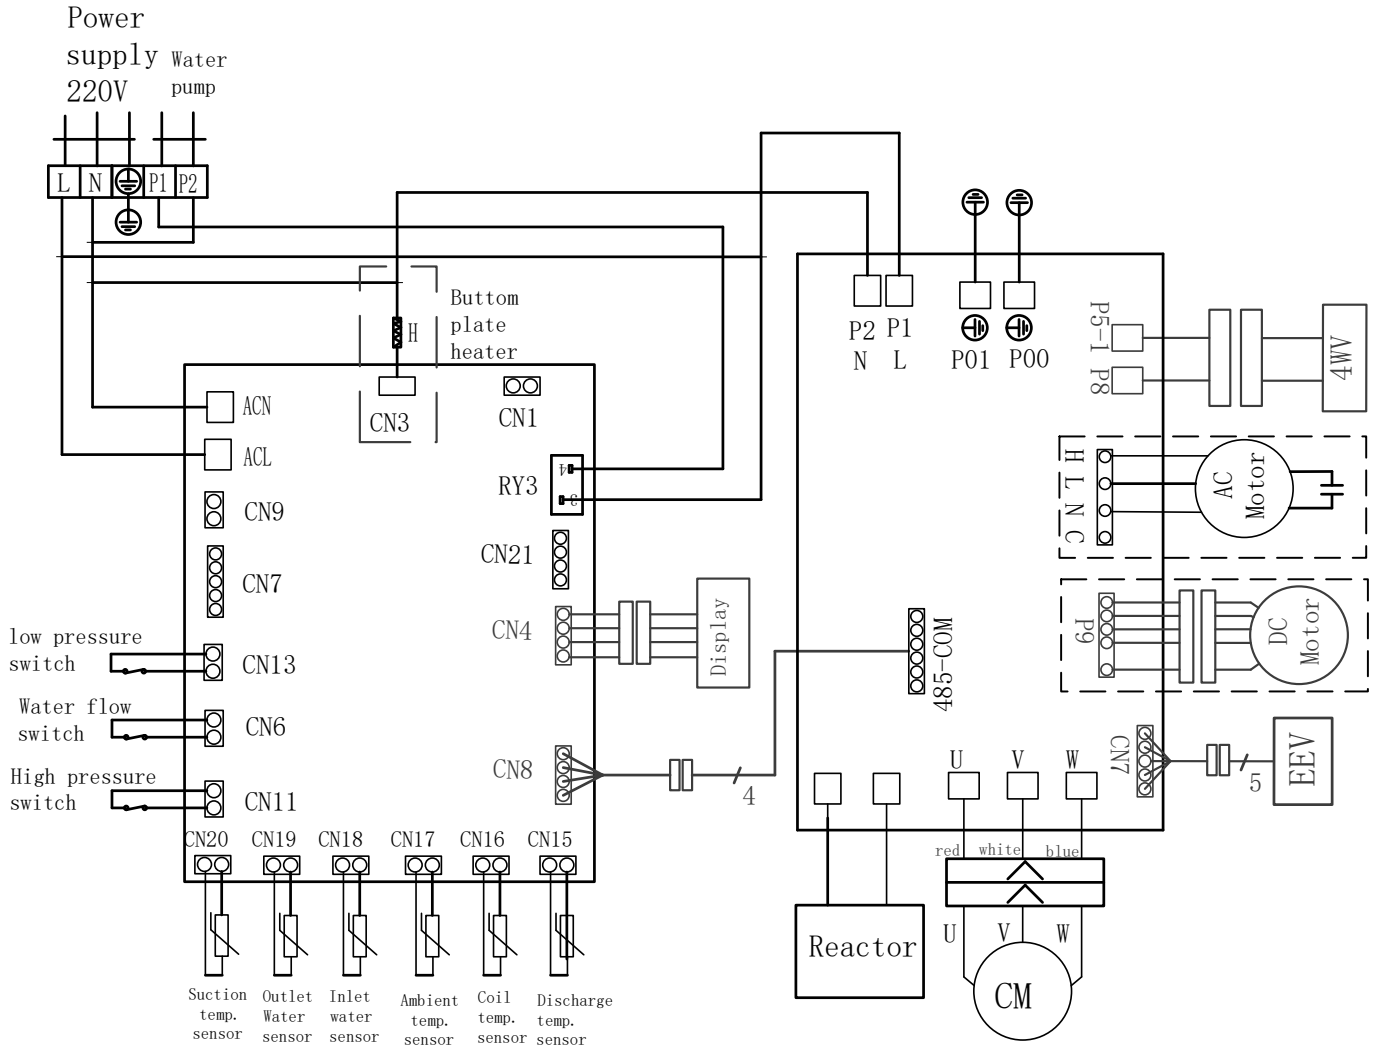 Power
supply
220V
Water
pump
L
N
P1
P2
Buttom
plate
heater
H
CN3
CN1
ACN
ACL
RY3
4
3
CN9
CN21
CN7
CN4
Display
low pressure
switch
CN13
Water flow
switch
CN6
High pressure
switch
CN11
CN8
4
CN20
CN19
CN18
CN17
CN16
CN15
Suction
temp.
sensor
Outlet
Water
sensor
Inlet
water
sensor
Ambient
temp.
sensor
Coil
temp.
sensor
Discharge
temp.
sensor
P2
N
P1
L
P01
P00
P5-1
P8
4WV
H
L
N
C
AC
Motor
P9
DC
Motor
485-COM
CN7
5
EEV
U
V
W
red
white
blue
Reactor
U
V
W
CM